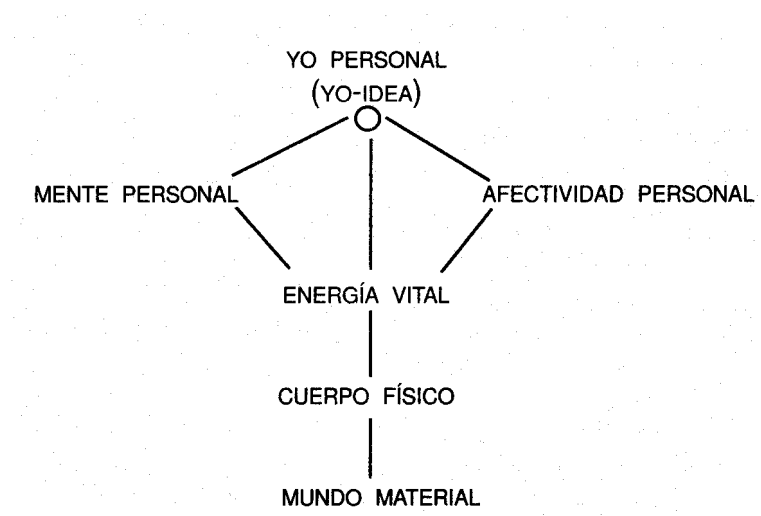 YO PERSONAL
(YO-IDEA)
MENTE PERSONAL
AFECTIVIDAD PERSONAL
ENERGÍA VITAL
CUERPO FÍSICO
MUNDO MATERIAL